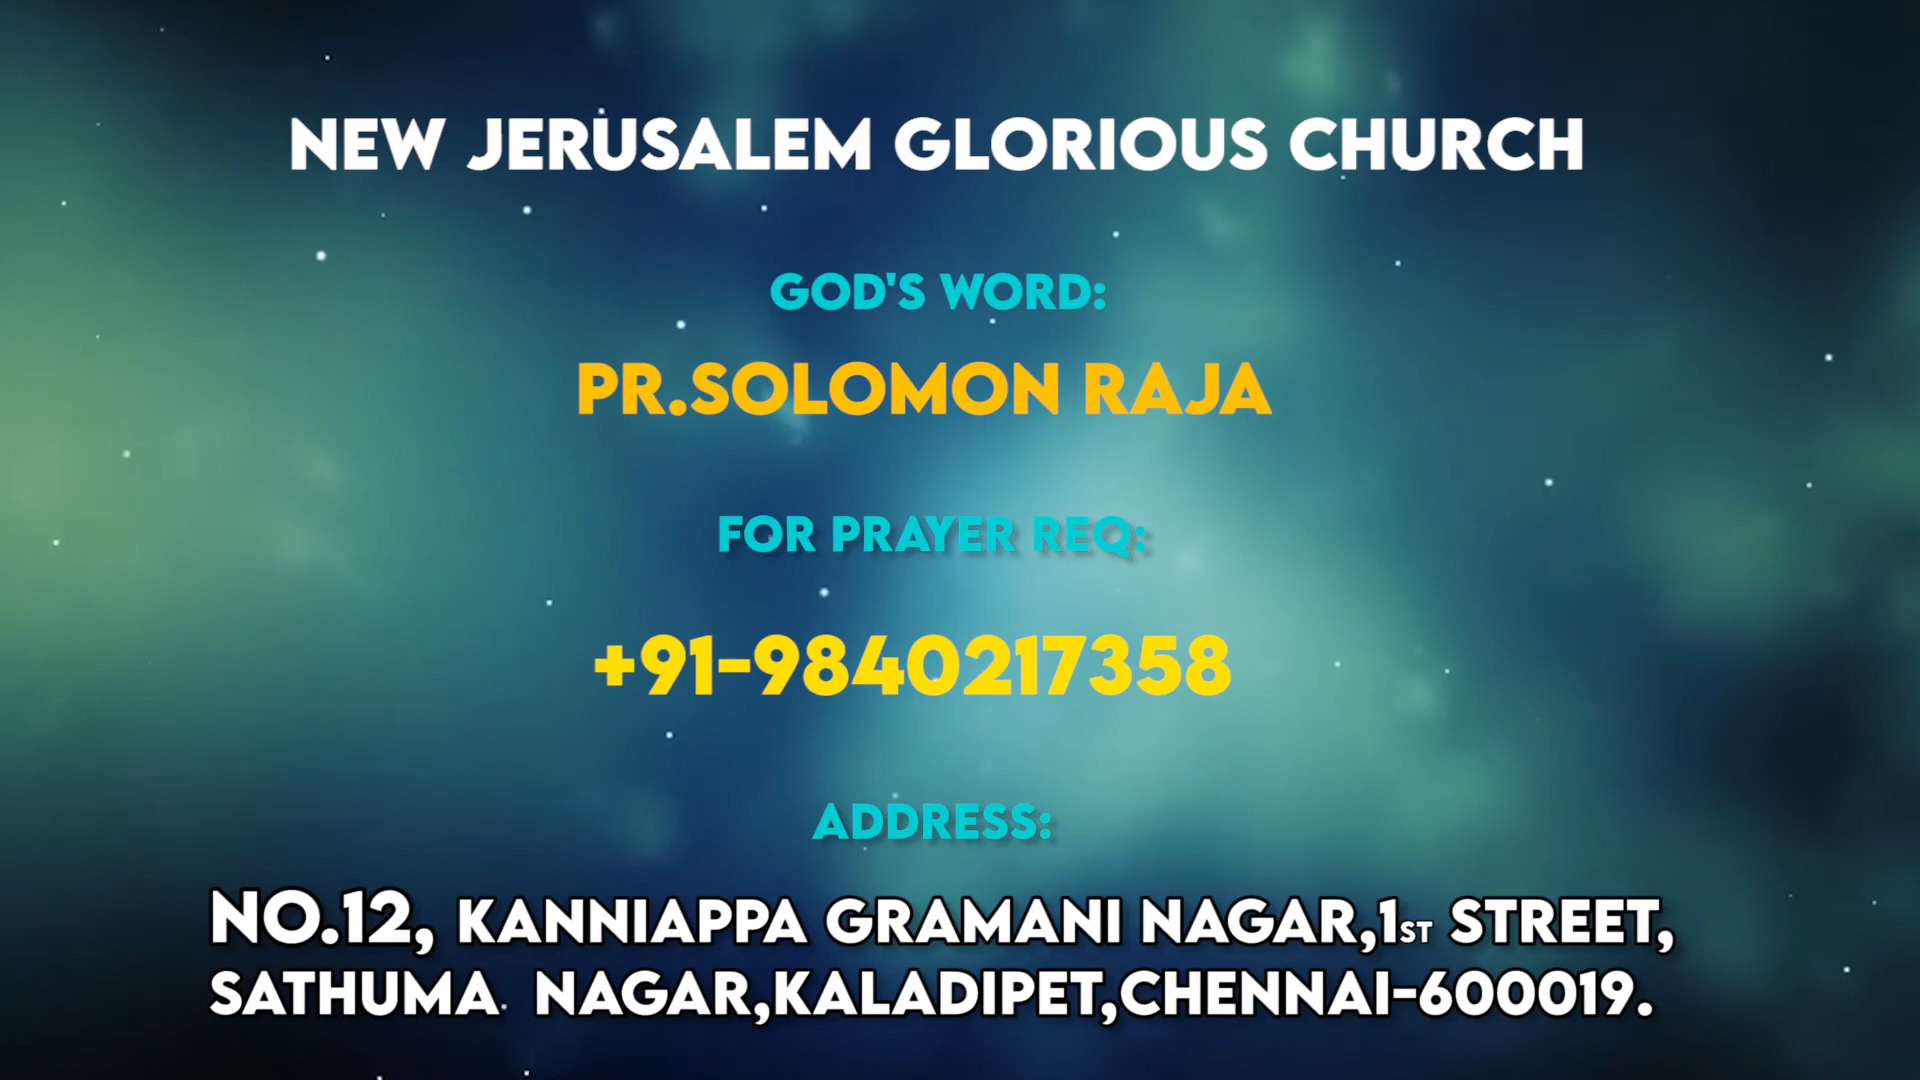 NEW JERUSALEM GLORIOUS CHURCH
GOD'S WORD:
PR.SOLOMON RAJA
FOR PRAYER REQ:
+91-9840217358
ADDRESS:
NO.12, KANNIAPPA GRAMANI NAGAR,1ST STREET,
SATHUMA NAGAR,KALADIPET,CHENNAI-600019.